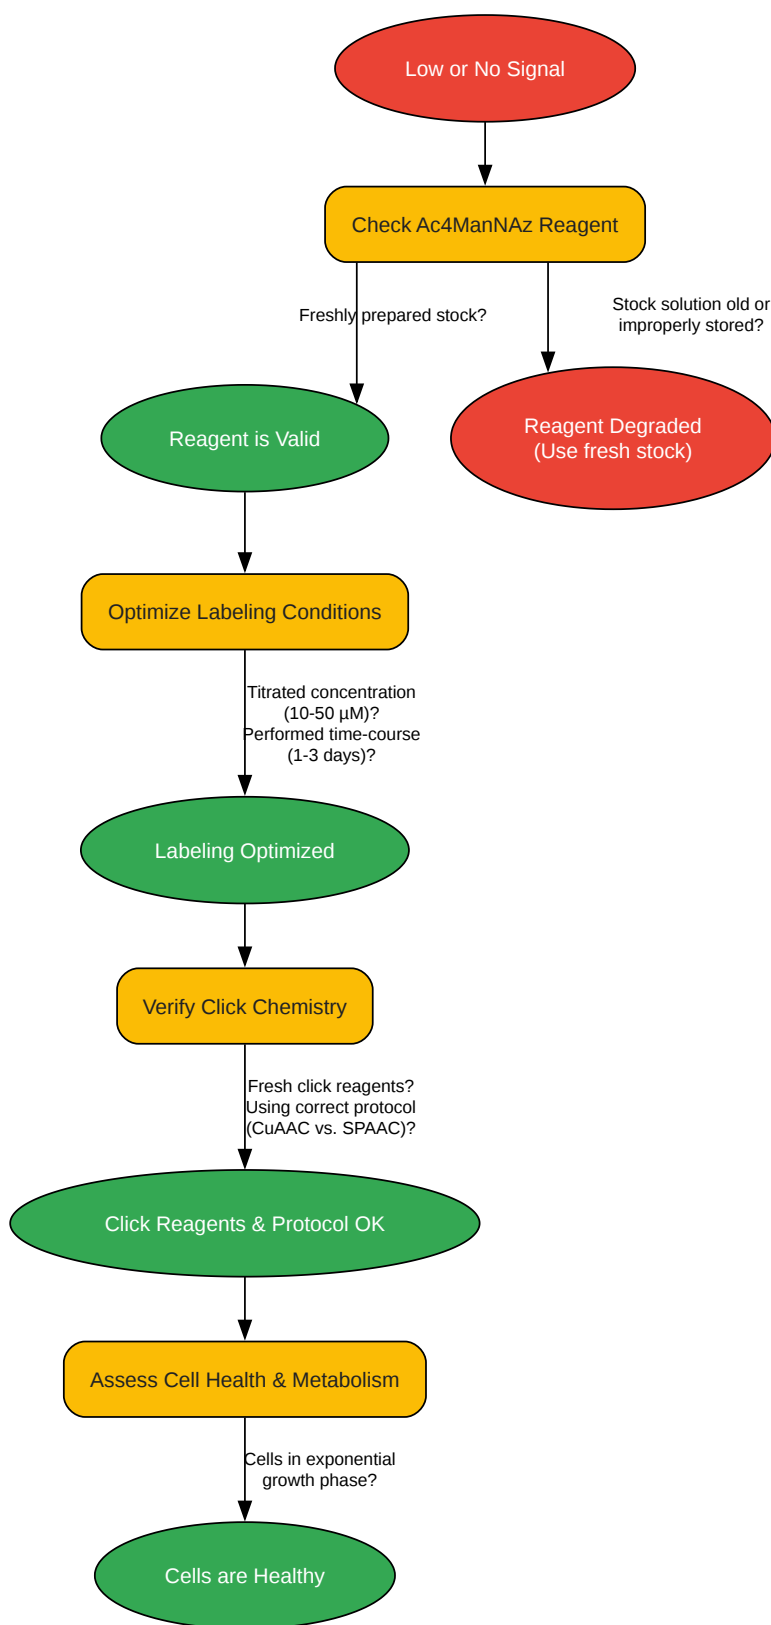 Low or No Signal
Check Ac4ManNAz Reagent
Freshly prepared stock?
Stock solution old or
improperly stored?
Reagent is Valid
Reagent Degraded
(Use fresh stock)
Optimize Labeling Conditions
Titrated concentration
(10-50 µM)?
Performed time-course
(1-3 days)?
Labeling Optimized
Verify Click Chemistry
Fresh click reagents?
Using correct protocol
(CuAAC vs. SPAAC)?
Click Reagents & Protocol OK
Assess Cell Health & Metabolism
Cells in exponential
growth phase?
Cells are Healthy